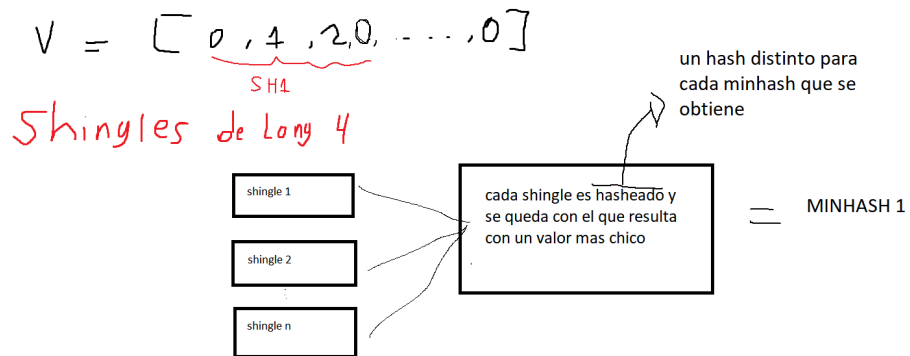 V = [ 0 , 1 , 2,0, - ... , 0 ]
SH1
Shingles de Long 4
un hash distinto para
cada minhash que se
obtiene
shingle 1
shingle 2
shingle n
cada shingle es hasheado y
se queda con el que resulta
con un valor mas chico
= MINHASH 1